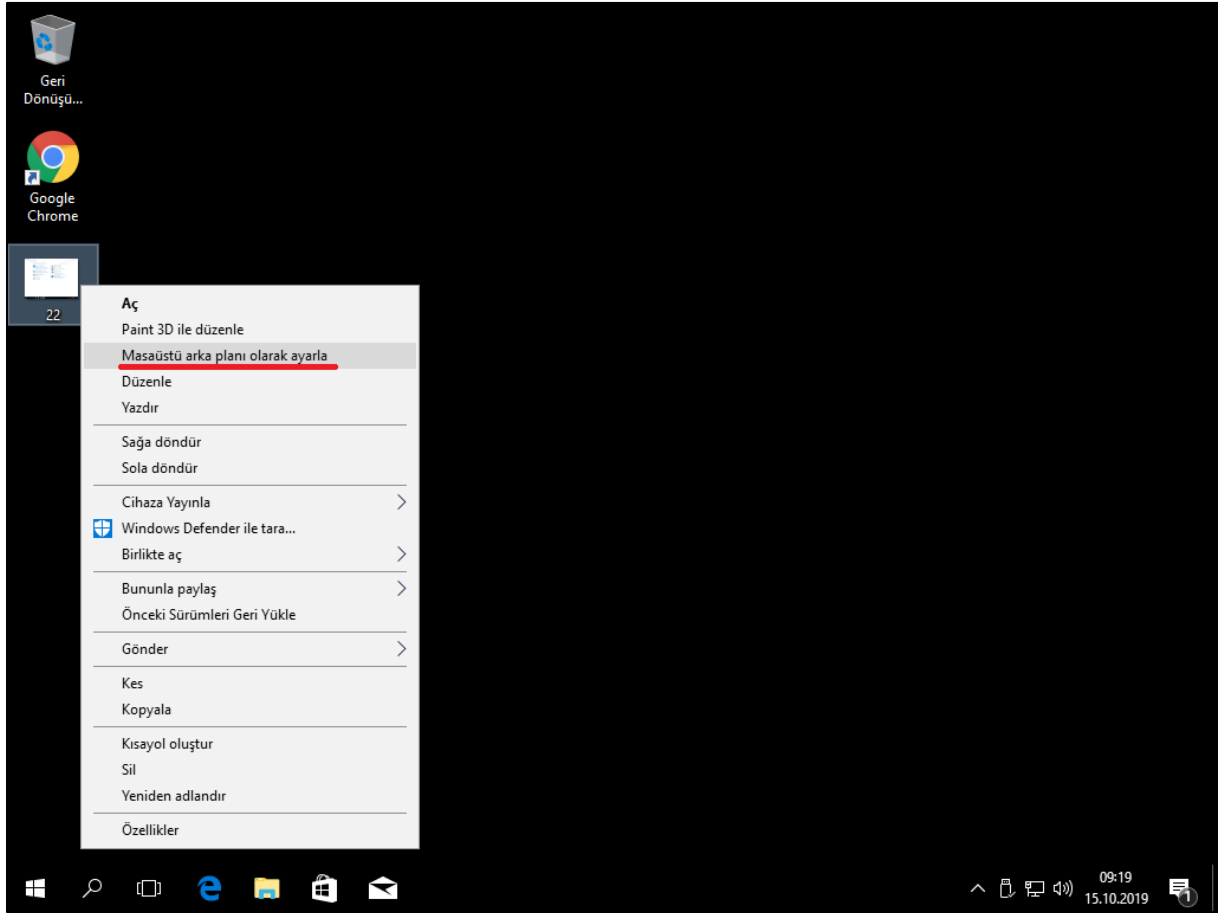 Geri
Dönüşü...
Google
Chrome
22
Aç
Paint 3D ile düzenle
Masaüstü arka planı olarak ayarla
Düzenle
Yazdır
Sağa döndür
Sola döndür
Cihaza Yayınla
Windows Defender ile tara...
Birlikte aç
Bununla paylaş
Önceki Sürümleri Geri Yükle
Gönder
Kes
Kopyala
Kısayol oluştur
Sil
Yeniden adlandır
Özellikler
09:19
15.10.2019
1